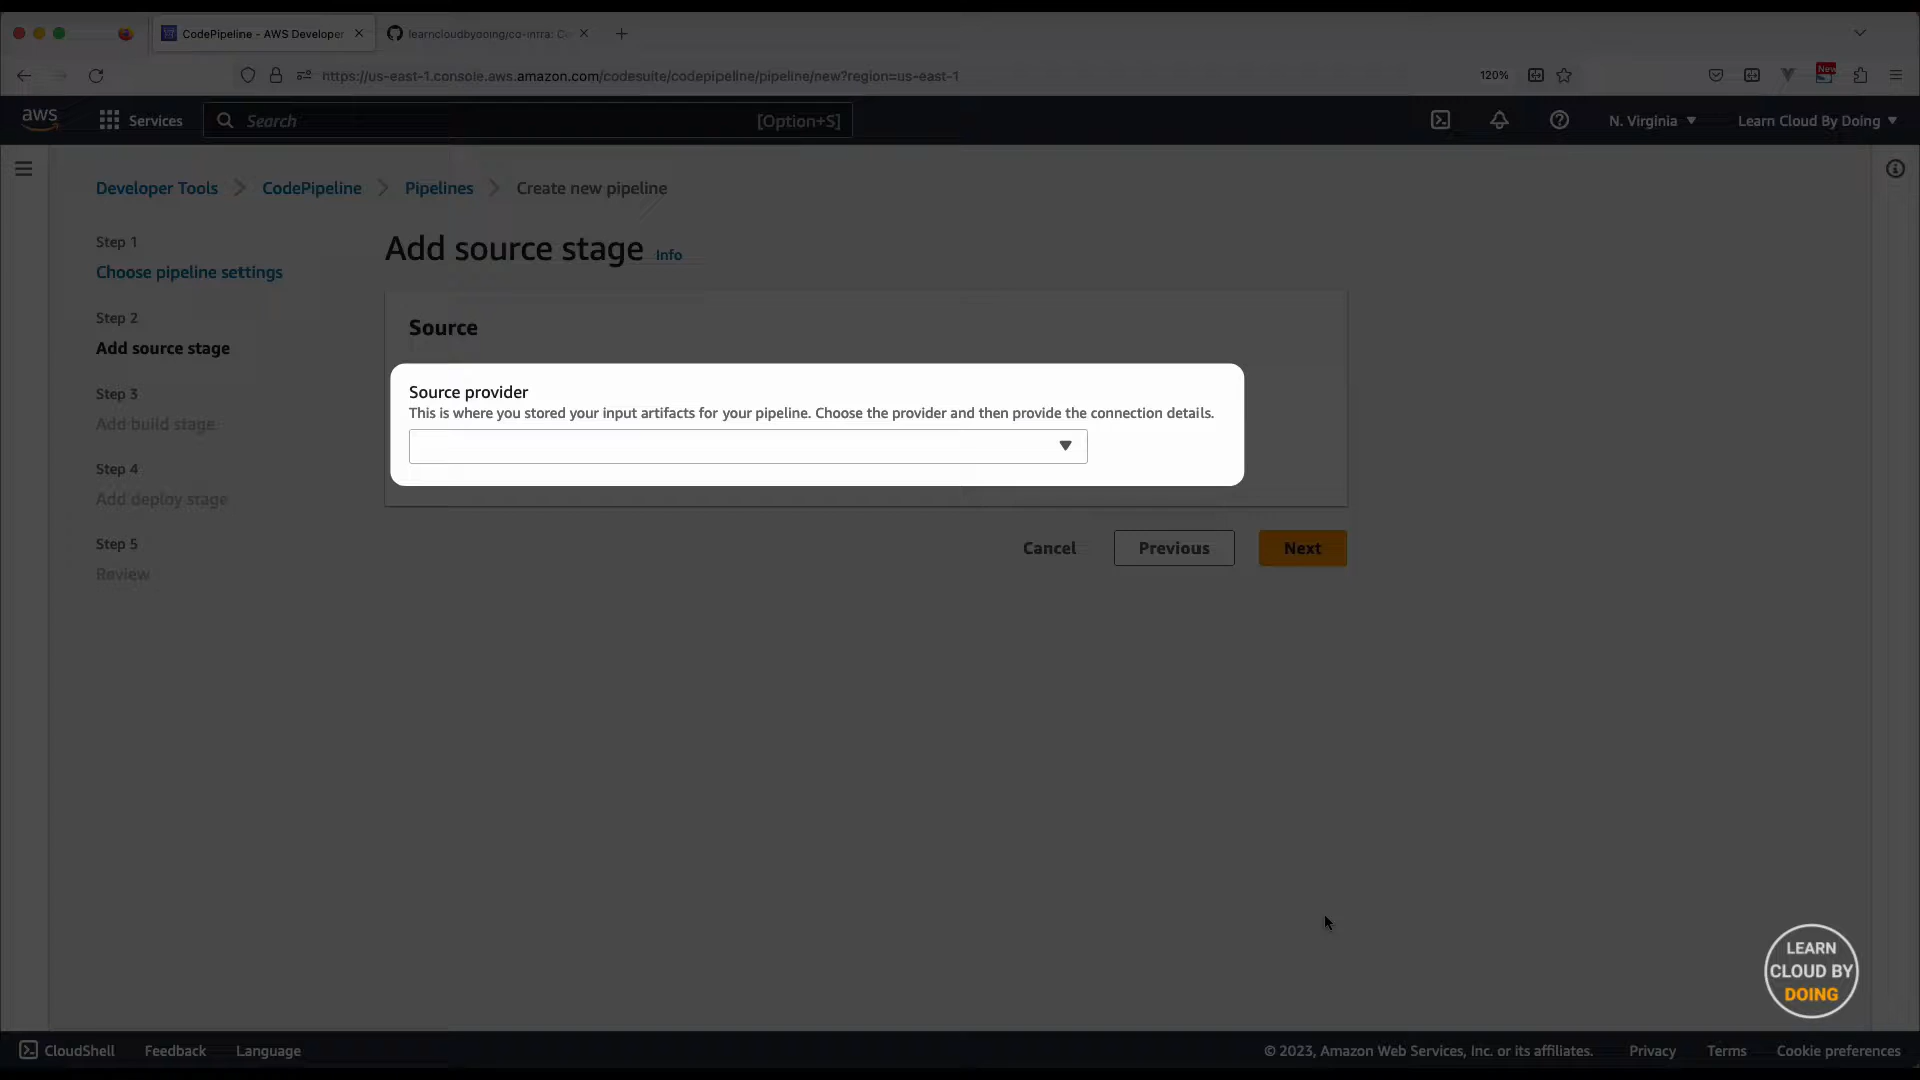 CodePipeline - AWS Developer
learncloudbydoing/co-infra: C
https://us-east-1.console.aws.amazon.com/codesuite/codepipeline/pipeline/new?region=us-east-1
120%
New
aws
Services
Search
[Option+S]
N. Virginia
Learn Cloud By Doing
Developer Tools
CodePipeline
Pipelines
Create new pipeline
Step 1
Choose pipeline settings
Step 2
Add source stage
Step 3
Add build stage
Step 4
Add deploy stage
Step 5
Review
Add source stage Info
Source
Source provider
This is where you stored your input artifacts for your pipeline. Choose the provider and then provide the connection details.
Cancel
Previous
Next
LEARN
CLOUD BY
DOING
CloudShell
Feedback
Language
© 2023, Amazon Web Services, Inc. or its affiliates.
Privacy
Terms
Cookie preferences